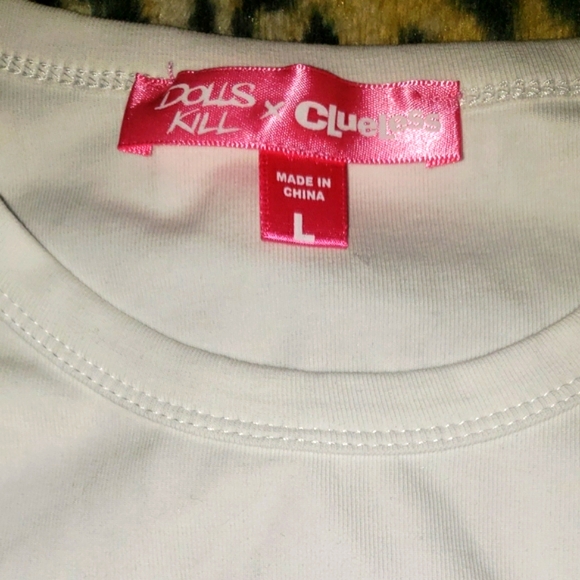 DOLLS KILL x Clueless
MADE IN
CHINA
L